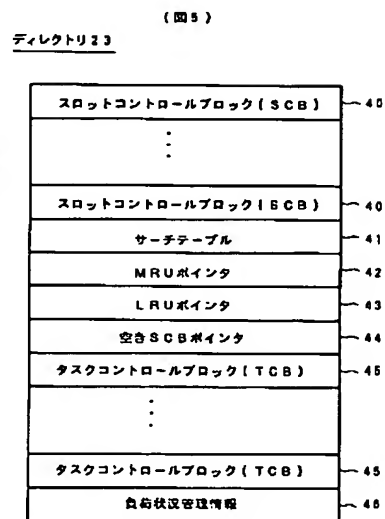 (図5)
ディレクトリ23
スロットコントロールブロック(SCB) 40
スロットコントロールブロック(SCB) 40
サーチテーブル 41
MRUポインタ 42
LRUポインタ 43
空きSCBポインタ 44
タスクコントロールブロック(TCB) 45
タスクコントロールブロック(TCB) 45
負荷状況管理情報 46